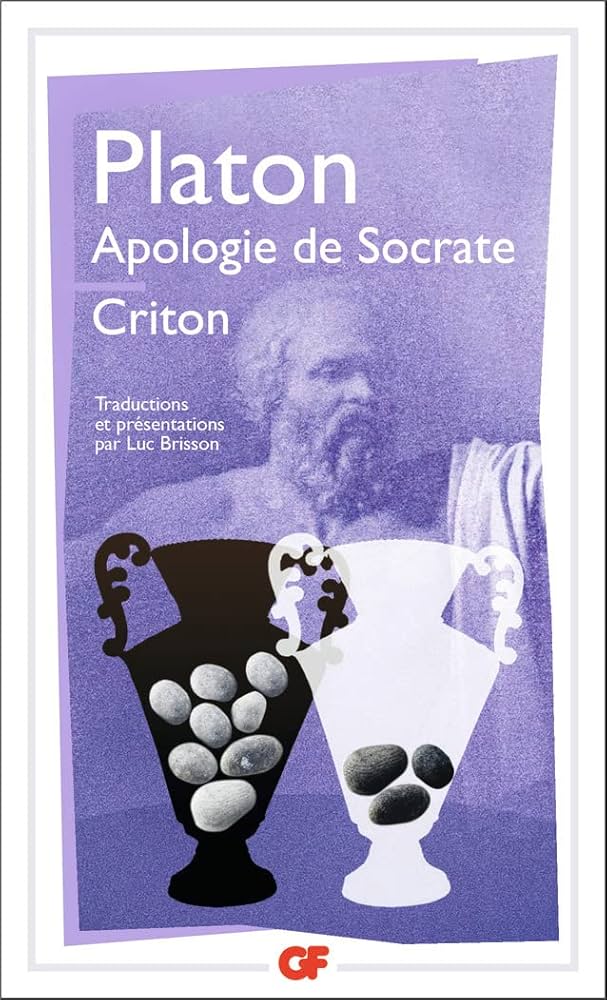 Platon
Apologie de Socrate
Criton
Traductions
et présentations
par Luc Brisson
GF